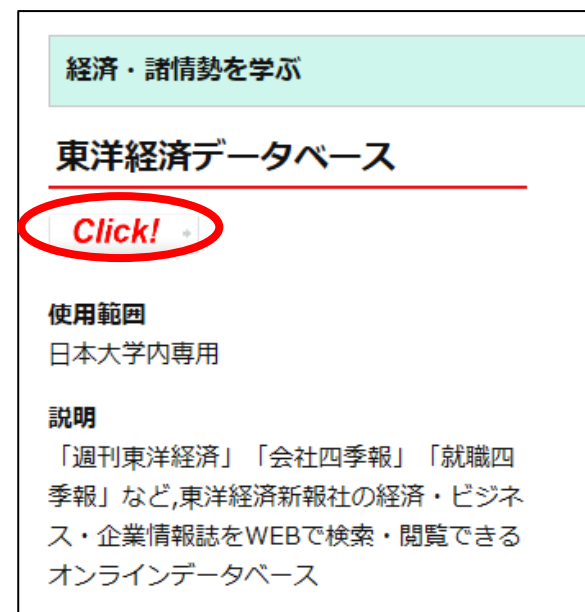 経済・諸情勢を学ぶ
東洋経済データベース
Click!
使用範囲
日本大学内専用
説明
「週刊東洋経済」「会社四季報」「就職四
季報」など,東洋経済新報社の経済・ビジネ
ス・企業情報誌をWEBで検索・閲覧できる
オンラインデータベース